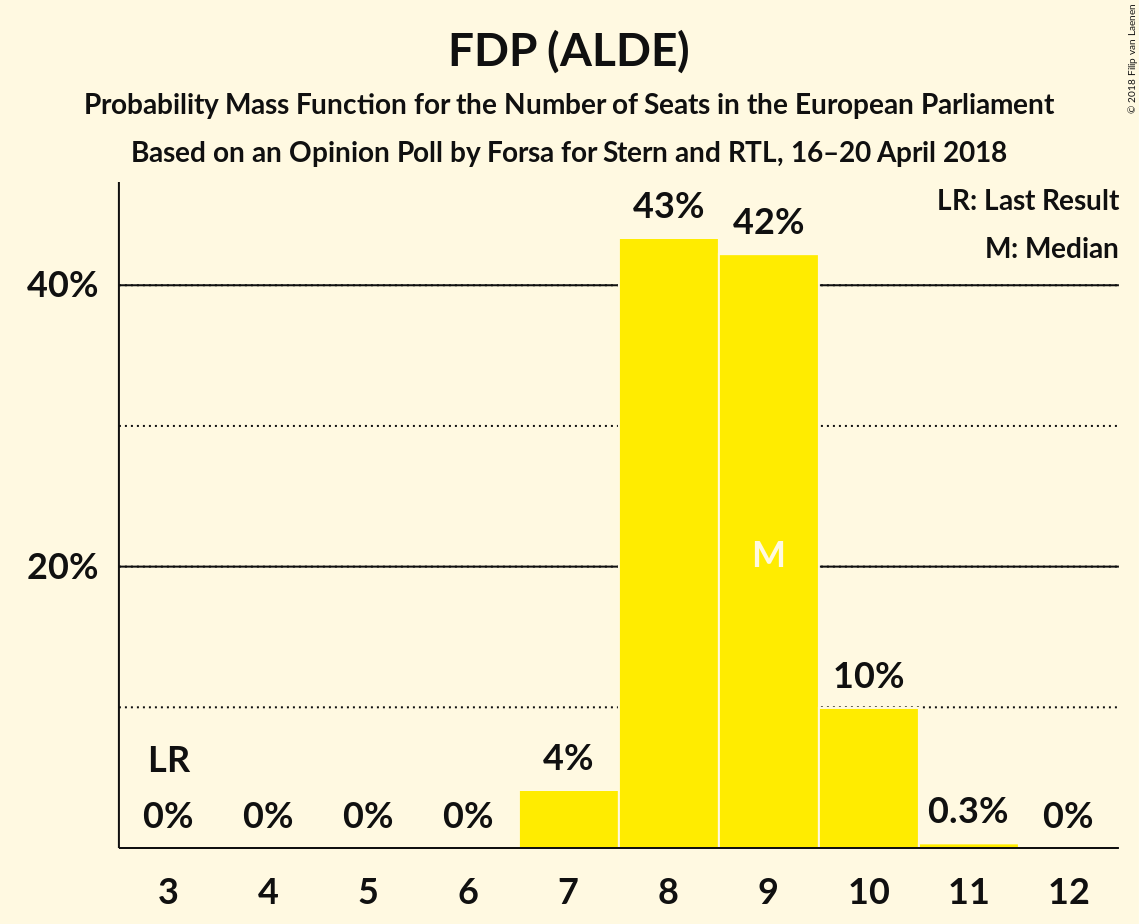 FDP (ALDE)
Probability Mass Function for the Number of Seats in the European Parliament
Based on an Opinion Poll by Forsa for Stern and RTL, 16–20 April 2018
© 2018 Filip van Laenen
LR: Last Result
M: Median
43%
42%
40%
M
20%
10%
LR
4%
0%
0%
0%
0%
0.3%
0%
3
4
5
6
7
8
9
10
11
12